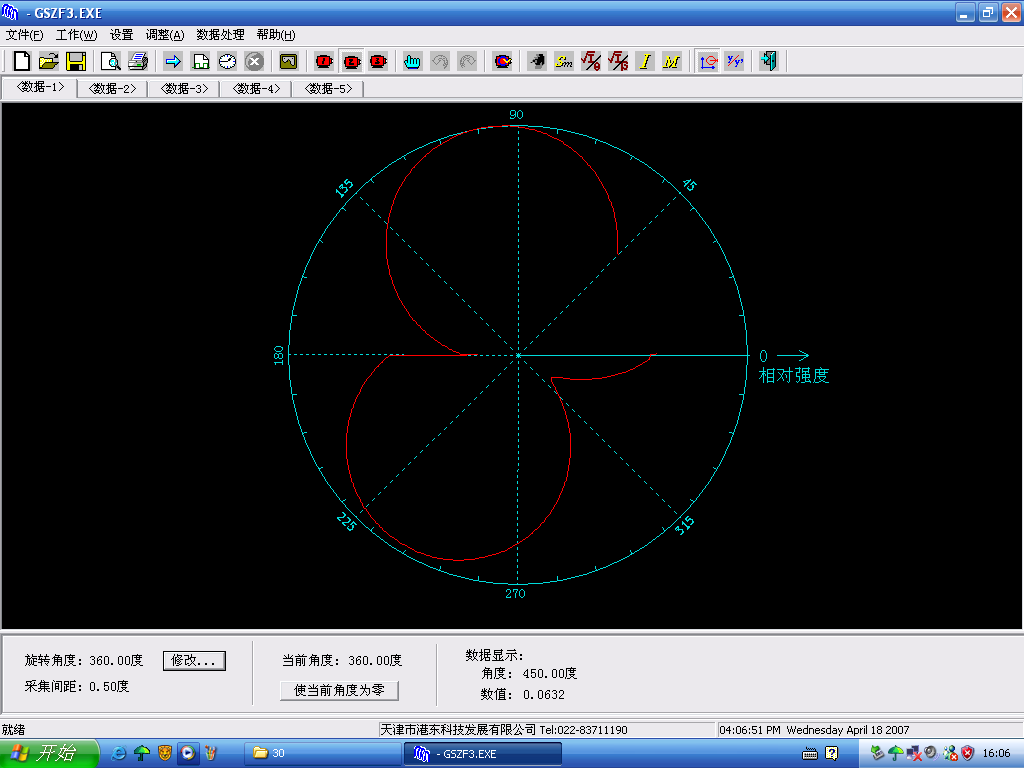 - GSZF3.EXE
文件(F) 工作(W) 设置 调整(A) 数据处理 帮助(H)
Sm T/θ T/S I M Y/Y'
<数据-1> <数据-2> <数据-3> <数据-4> <数据-5>
90
135 45
180 0
相对强度
225 315
270
旋转角度: 360.00度 修改... 当前角度: 360.00度 数据显示:
角度: 450.00度
采集间距: 0.50度 使当前角度为零 数值: 0.0632
就绪 天津市港东科技发展有限公司 Tel:022-83711190 04:06:51 PM Wednesday April 18 2007
开始 30 - GSZF3.EXE 16:06